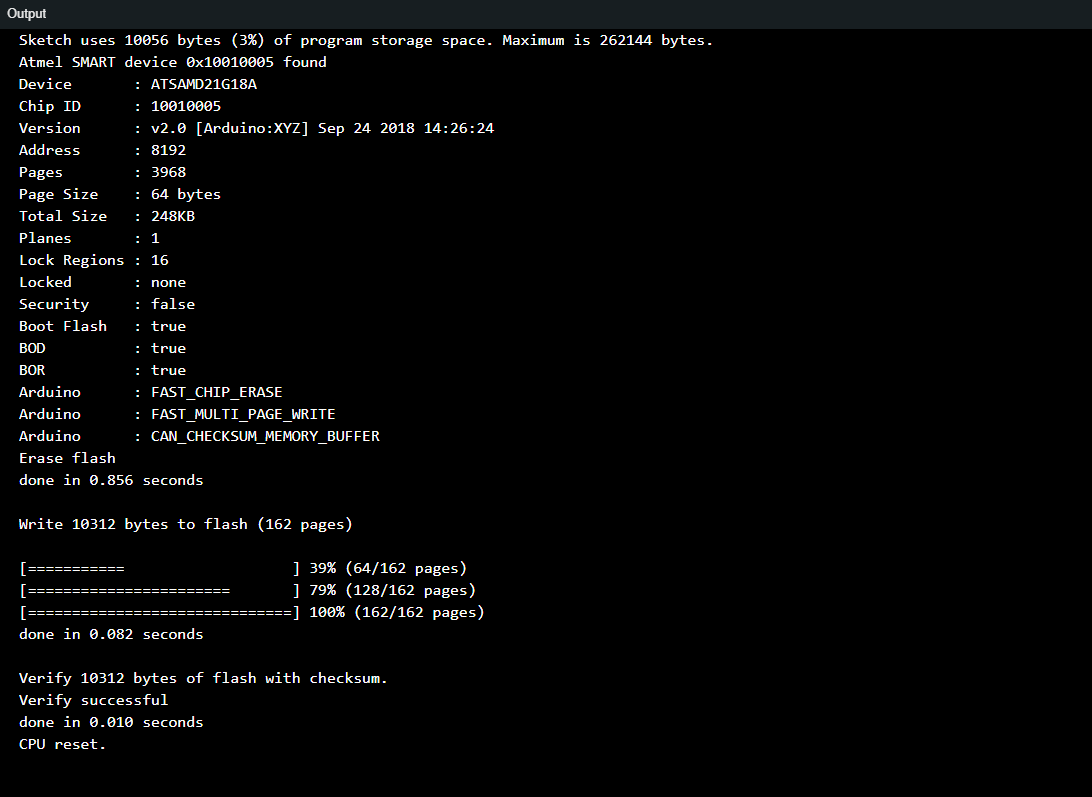 Output
Sketch uses 10056 bytes (3%) of program storage space. Maximum is 262144 bytes.
Atmel SMART device 0x10010005 found
Device       : ATSAMD21G18A
Chip ID      : 10010005
Version      : v2.0 [Arduino:XYZ] Sep 24 2018 14:26:24
Address      : 8192
Pages        : 3968
Page Size    : 64 bytes
Total Size   : 248KB
Planes       : 1
Lock Regions : 16
Locked       : none
Security     : false
Boot Flash   : true
BOD          : true
BOR          : true
Arduino      : FAST_CHIP_ERASE
Arduino      : FAST_MULTI_PAGE_WRITE
Arduino      : CAN_CHECKSUM_MEMORY_BUFFER
Erase flash
done in 0.856 seconds

Write 10312 bytes to flash (162 pages)

[===========                   ] 39% (64/162 pages)
[=======================       ] 79% (128/162 pages)
[==============================] 100% (162/162 pages)
done in 0.082 seconds

Verify 10312 bytes of flash with checksum.
Verify successful
done in 0.010 seconds
CPU reset.